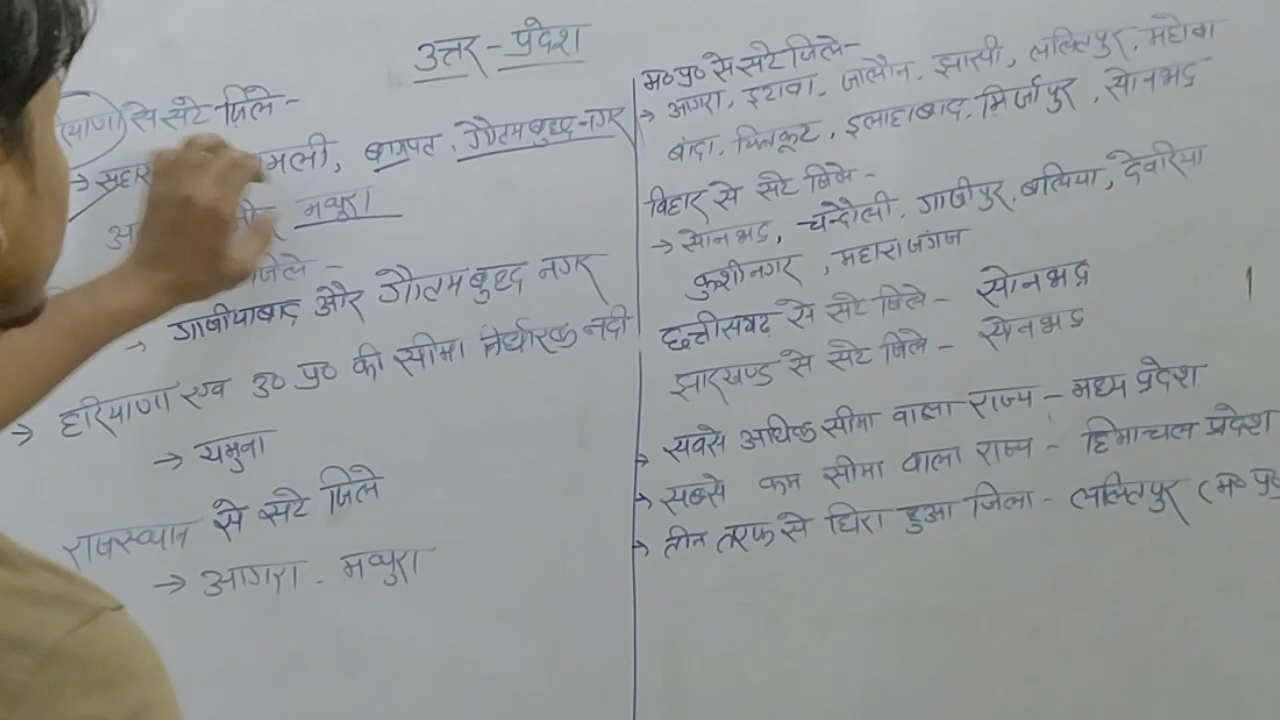 उत्तर - प्रदेश
से सटे जिले -
→ बागपत, गौतमबुद्ध नगर
मथुरा
जिले -
→ गाजीयाबाद और गौतम बुद्ध नगर
→ हरियाणा एव उ० प्र० की सीमा निर्धारक नदी
→ यमुना
राजस्थान से सटे जिले
→ आगरा - मथुरा
म० प्र० से सटे जिले -
→ आगरा, इटावा, जालौन, झासी, ललितपुर, महोबा
बांदा, चित्रकूट, इलाहाबाद, मिर्जापुर, सोनभद्र
बिहार से सटे जिले -
→ सोनभद्र, चन्दौली, गाजीपुर, बलिया, देवरिया
कुशीनगर, महाराजगंज
छत्तीसगढ़ से सटे जिले - सोनभद्र
झारखण्ड से सटे जिले - सोनभद्र
→ सबसे अधिक सीमा वाला राज्य - मध्य प्रदेश
→ सबसे कम सीमा वाला राज्य - हिमाचल प्रदेश
→ तीन तरफ से घिरा हुआ जिला - ललितपुर (म० प्र०